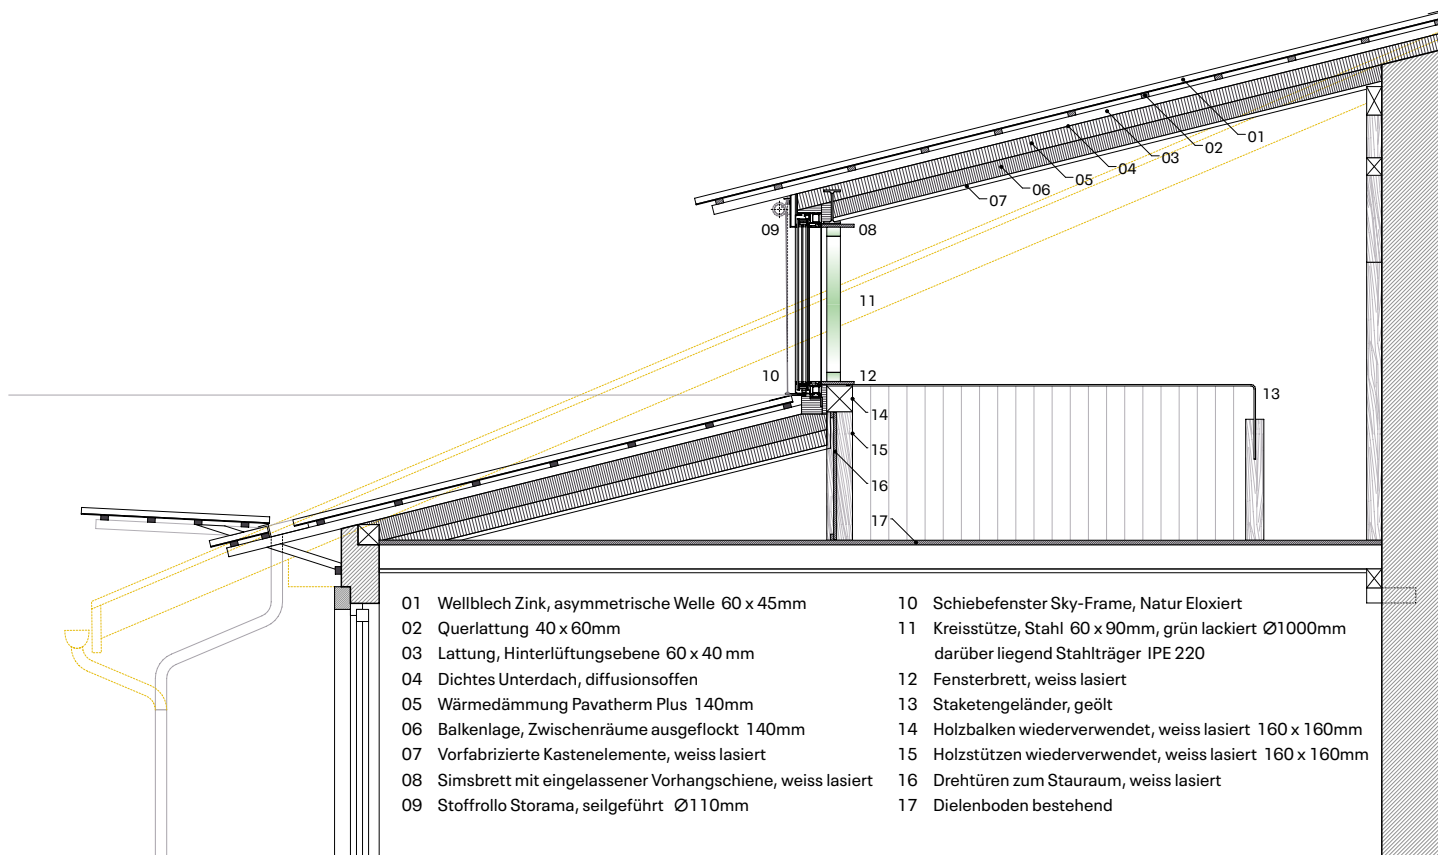 01
02
03
04
05
06
07
09
08
11
10
12
13
14
15
16
17
01 Wellblech Zink, asymmetrische Welle 60 x 45mm
02 Querlattung 40 x 60mm
03 Lattung, Hinterlüftungsebene 60 x 40 mm
04 Dichtes Unterdach, diffusionsoffen
05 Wärmedämmung Pavatherm Plus 140mm
06 Balkenlage, Zwischenräume ausgeflockt 140mm
07 Vorfabrizierte Kastenelemente, weiss lasiert
08 Simsbrett mit eingelassener Vorhangschiene, weiss lasiert
09 Stoffrollo Storama, seilgeführt Ø110mm
10 Schiebefenster Sky-Frame, Natur Eloxiert
11 Kreisstütze, Stahl 60 x 90mm, grün lackiert Ø1000mm
darüber liegend Stahlträger IPE 220
12 Fensterbrett, weiss lasiert
13 Staketengeländer, geölt
14 Holzbalken wiederverwendet, weiss lasiert 160 x 160mm
15 Holzstützen wiederverwendet, weiss lasiert 160 x 160mm
16 Drehtüren zum Stauraum, weiss lasiert
17 Dielenboden bestehend